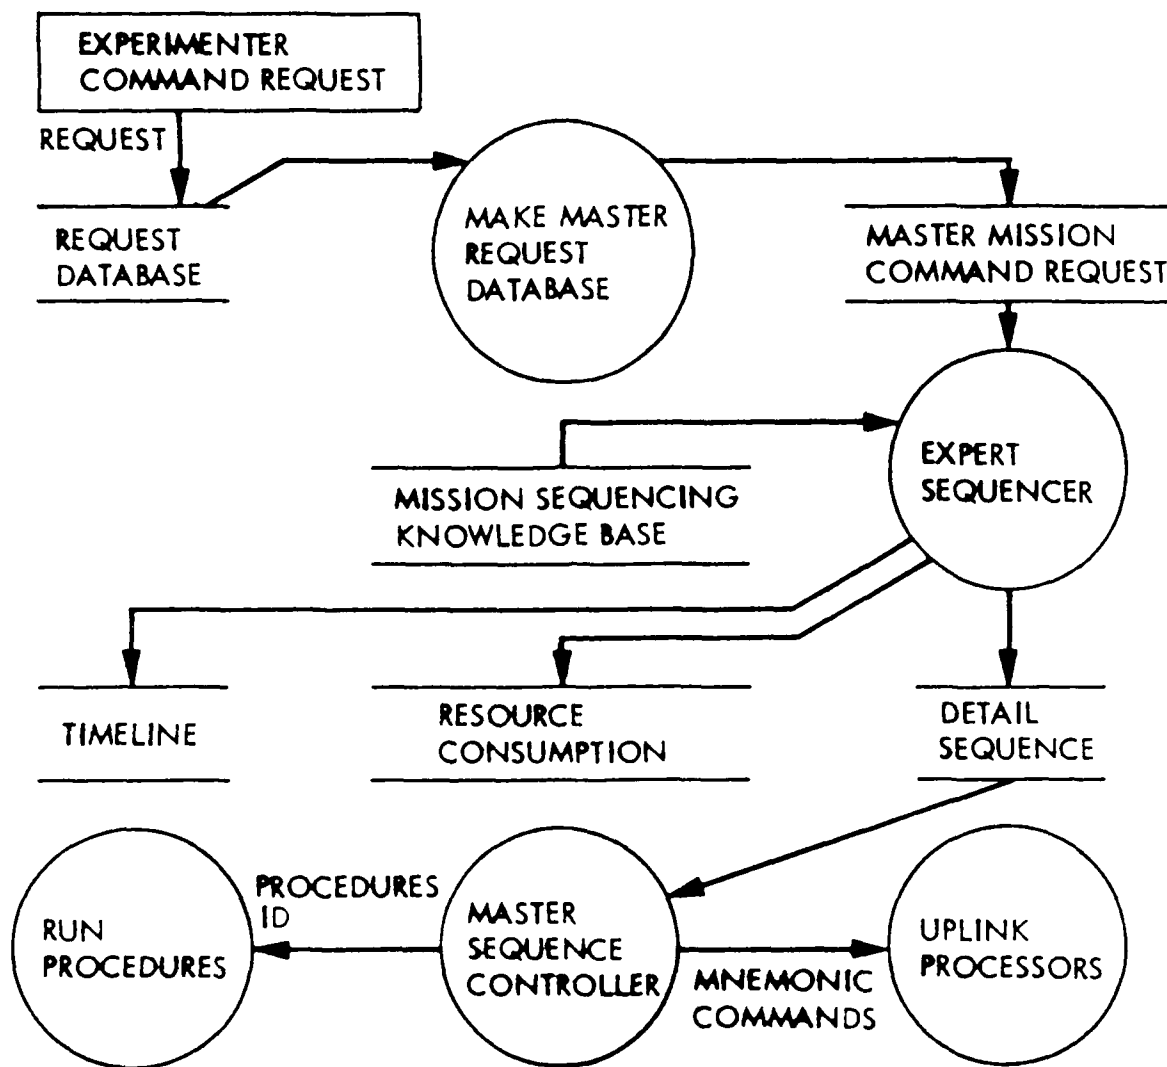 EXPERIMENTER
COMMAND REQUEST
REQUEST
REQUEST
DATABASE
MAKE MASTER
REQUEST
DATABASE
MASTER MISSION
COMMAND REQUEST
EXPERT
SEQUENCER
MISSION SEQUENCING
KNOWLEDGE BASE
TIMELINE
RESOURCE
CONSUMPTION
DETAIL
SEQUENCE
RUN
PROCEDURES
PROCEDURES
ID
MASTER
SEQUENCE
CONTROLLER
MNEMONIC
COMMANDS
UPLINK
PROCESSORS